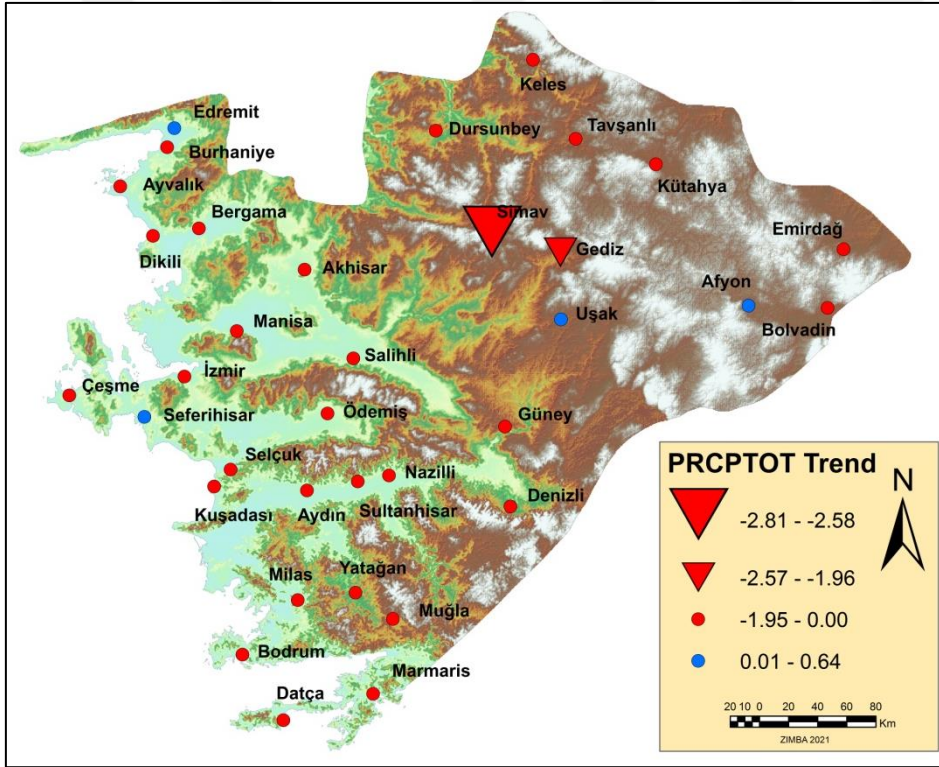 Keles
Edremit
Dursunbey
Tavşanlı
Burhaniye
Kütahya
Ayvalık
Bergama
Simav
Emirdağ
Gediz
Dikili
Akhisar
Afyon
Uşak
Bolvadin
Manisa
Salihli
İzmir
Çeşme
Seferihisar
Ödemiş
Güney
Selçuk
Nazilli
Denizli
Kuşadası
Aydın
Sultanhisar
Milas
Yatağan
Muğla
Bodrum
Marmaris
Datça
PRCPTOT Trend
N
-2.81 - -2.58
-2.57 - -1.96
-1.95 - 0.00
0.01 - 0.64
20 10 0 20 40 60 80
Km
ZIMBA 2021